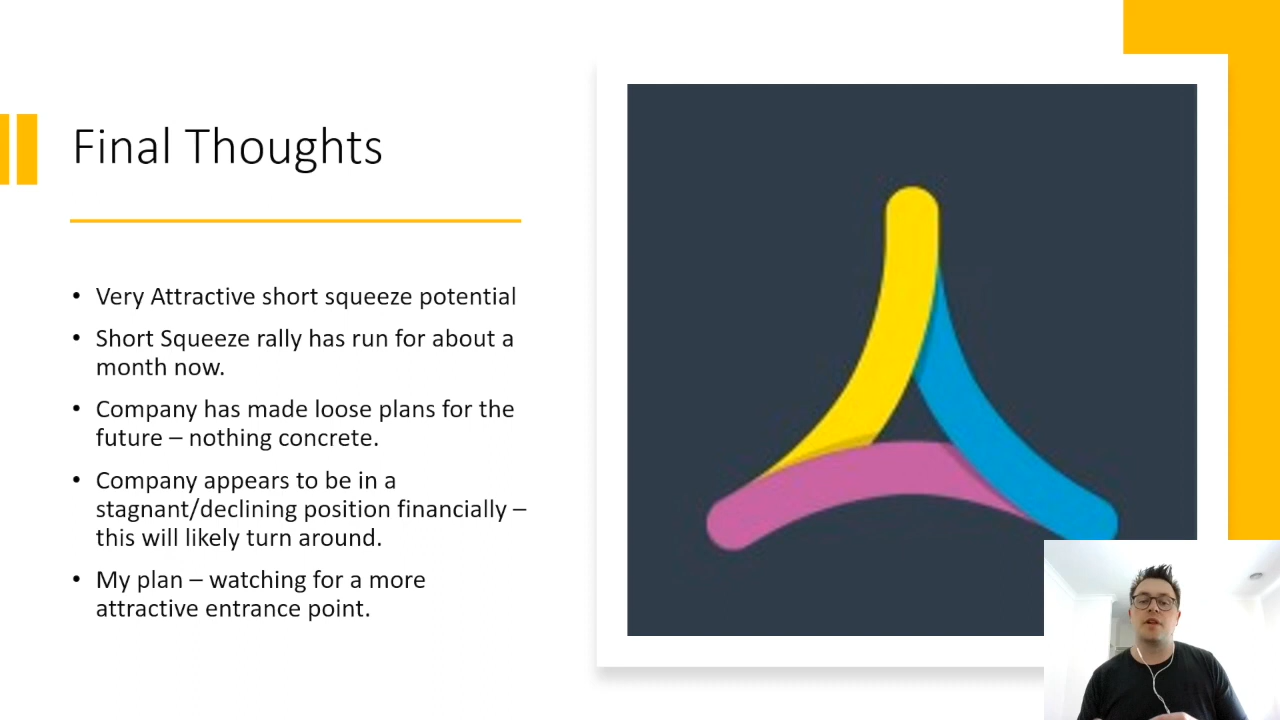 Final Thoughts
• Very Attractive short squeeze potential
• Short Squeeze rally has run for about a
month now.
• Company has made loose plans for the
future – nothing concrete.
• Company appears to be in a
stagnant/declining position financially –
this will likely turn around.
• My plan – watching for a more
attractive entrance point.